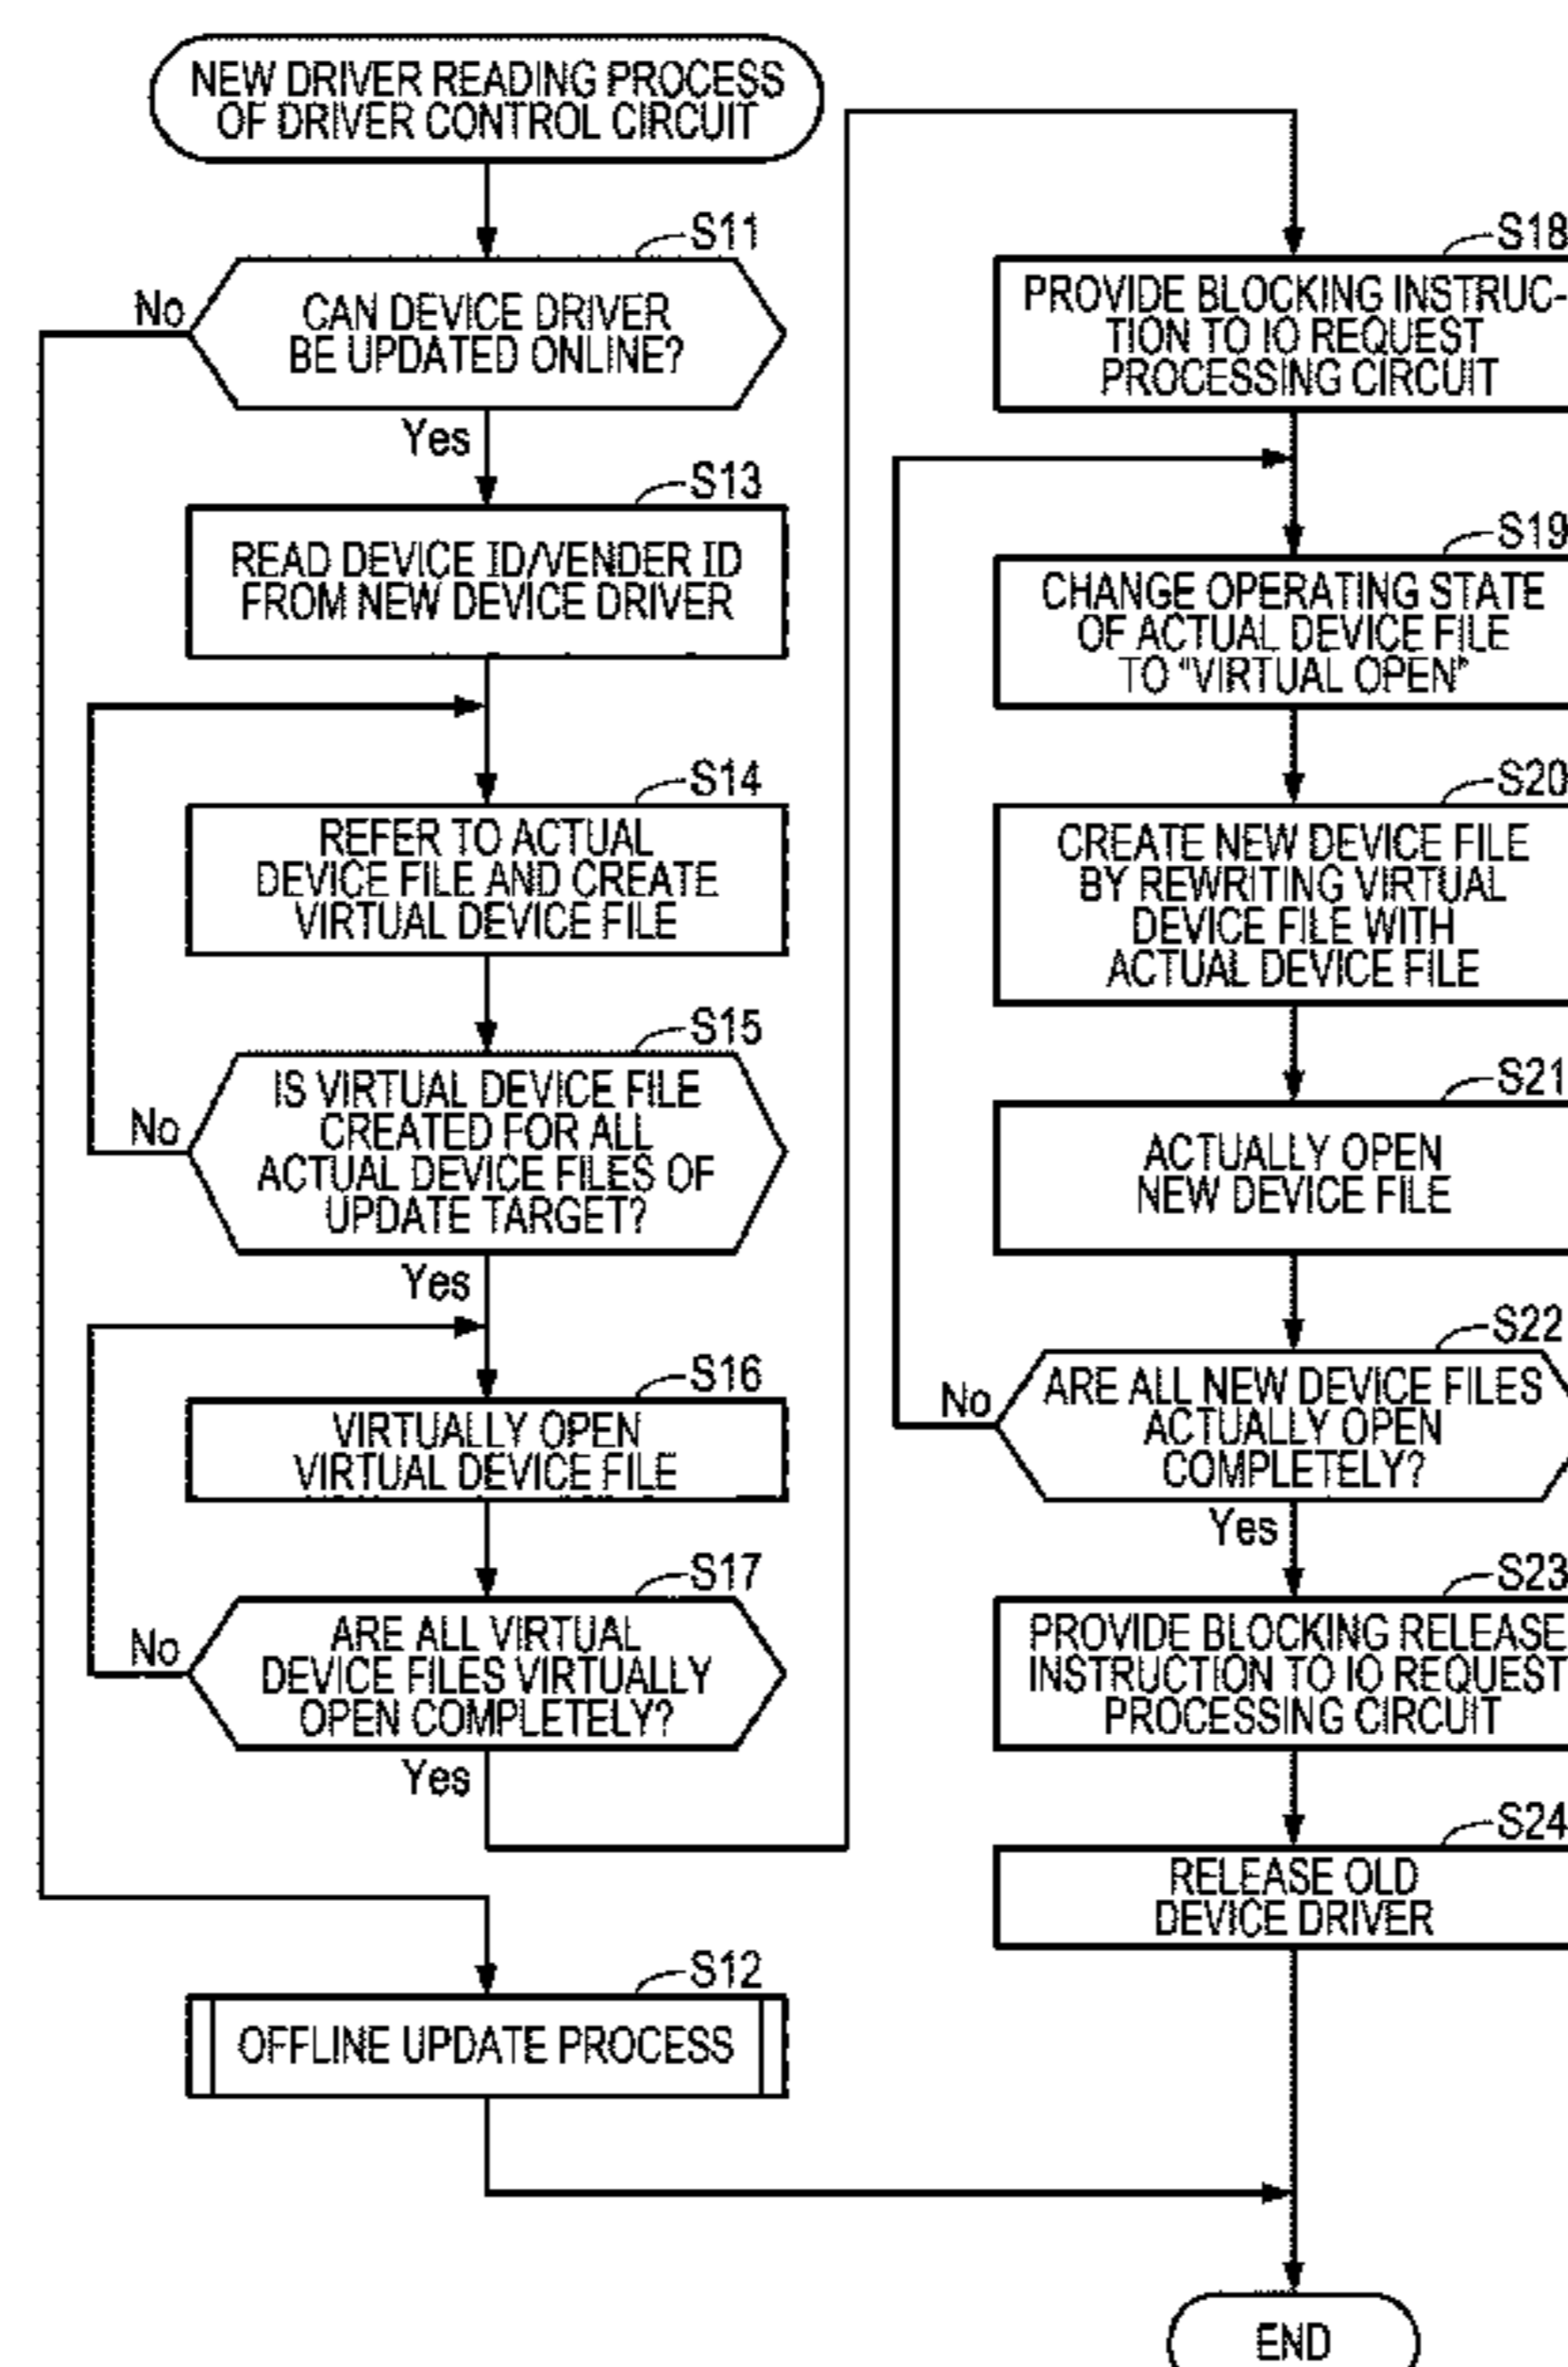 NEW DRIVER READING PROCESS
OF DRIVER CONTROL CIRCUIT
S11
CAN DEVICE DRIVER
BE UPDATED ONLINE?
No
Yes
S13
READ DEVICE ID/VENDER ID
FROM NEW DEVICE DRIVER
S14
REFER TO ACTUAL
DEVICE FILE AND CREATE
VIRTUAL DEVICE FILE
S15
IS VIRTUAL DEVICE FILE
CREATED FOR ALL
ACTUAL DEVICE FILES OF
UPDATE TARGET?
No
Yes
S16
VIRTUALLY OPEN
VIRTUAL DEVICE FILE
S17
ARE ALL VIRTUAL
DEVICE FILES VIRTUALLY
OPEN COMPLETELY?
No
Yes
S12
OFFLINE UPDATE PROCESS
S18
PROVIDE BLOCKING INSTRUC-
TION TO IO REQUEST
PROCESSING CIRCUIT
S19
CHANGE OPERATING STATE
OF ACTUAL DEVICE FILE
TO "VIRTUAL OPEN"
S20
CREATE NEW DEVICE FILE
BY REWRITING VIRTUAL
DEVICE FILE WITH
ACTUAL DEVICE FILE
S21
ACTUALLY OPEN
NEW DEVICE FILE
S22
ARE ALL NEW DEVICE FILES
ACTUALLY OPEN
COMPLETELY?
No
Yes
S23
PROVIDE BLOCKING RELEASE
INSTRUCTION TO IO REQUEST
PROCESSING CIRCUIT
S24
RELEASE OLD
DEVICE DRIVER
END